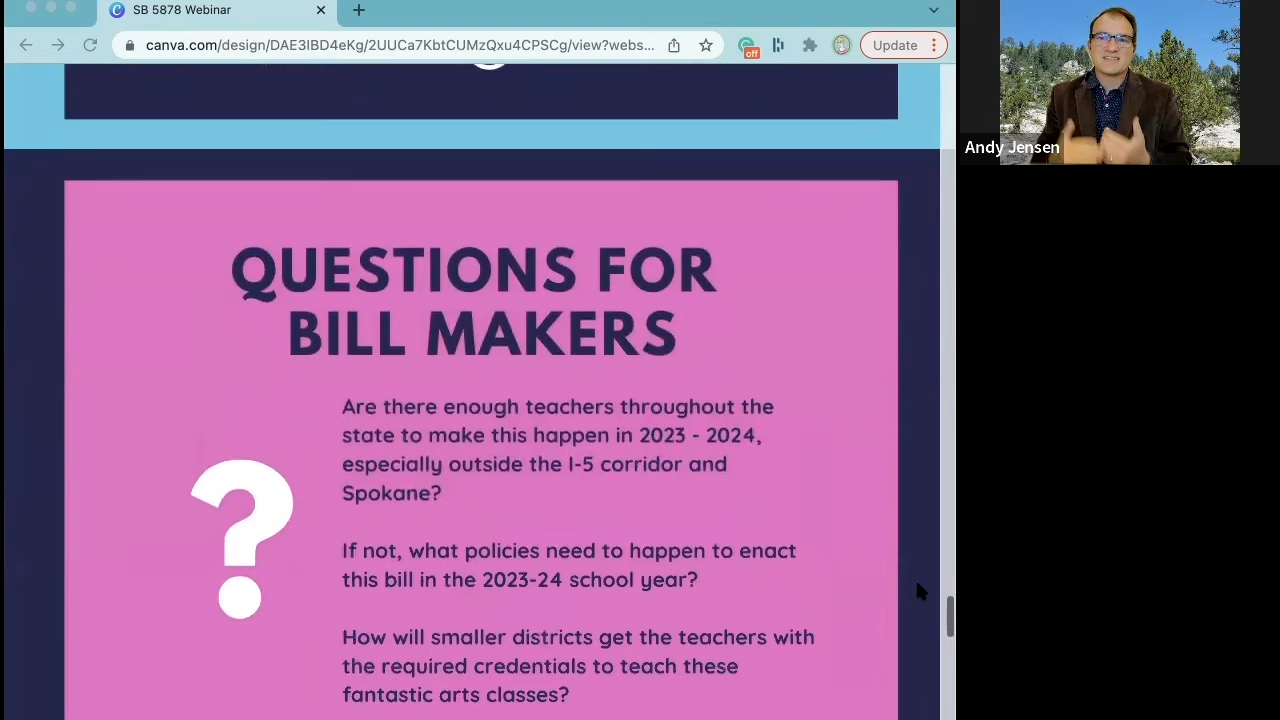 SB 5878 Webinar
canva.com/design/DAE3IBD4eKg/2UUCa7KbtCUMzQxu4CPSCg/view?webs...
off
Update
Andy Jensen
QUESTIONS FOR
BILL MAKERS
?
Are there enough teachers throughout the
state to make this happen in 2023 - 2024,
especially outside the I-5 corridor and
Spokane?
If not, what policies need to happen to enact
this bill in the 2023-24 school year?
How will smaller districts get the teachers with
the required credentials to teach these
fantastic arts classes?